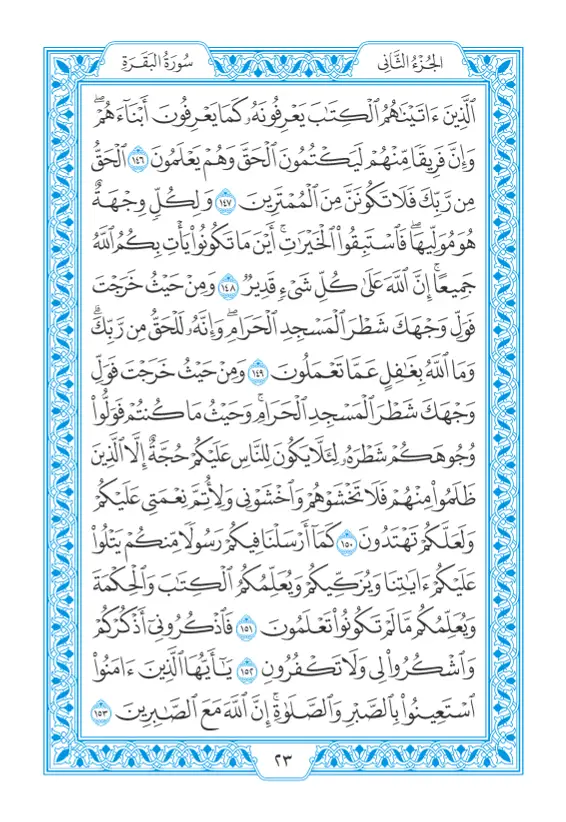 الجُزْءُ الثَّانِي
سُورَةُ البَقَرَةِ
ٱلَّذِينَ ءَاتَيْنَٰهُمُ ٱلْكِتَٰبَ يَعْرِفُونَهُۥ كَمَا يَعْرِفُونَ أَبْنَآءَهُمْۖ
وَإِنَّ فَرِيقًا مِّنْهُمْ لَيَكْتُمُونَ ٱلْحَقَّ وَهُمْ يَعْلَمُونَ ١٤٦ ٱلْحَقُّ
مِن رَّبِّكَ فَلَا تَكُونَنَّ مِنَ ٱلْمُمْتَرِينَ ١٤٧ وَلِكُلٍّ وِجْهَةٌ
هُوَ مُوَلِّيهَاۖ فَٱسْتَبِقُوا۟ ٱلْخَيْرَٰتِۚ أَيْنَ مَا تَكُونُوا۟ يَأْتِ بِكُمُ ٱللَّهُ
جَمِيعًاۚ إِنَّ ٱللَّهَ عَلَىٰ كُلِّ شَىْءٍ قَدِيرٌ ١٤٨ وَمِنْ حَيْثُ خَرَجْتَ
فَوَلِّ وَجْهَكَ شَطْرَ ٱلْمَسْجِدِ ٱلْحَرَامِۖ وَإِنَّهُۥ لَلْحَقُّ مِن رَّبِّكَۗ
وَمَا ٱللَّهُ بِغَٰفِلٍ عَمَّا تَعْمَلُونَ ١٤٩ وَمِنْ حَيْثُ خَرَجْتَ فَوَلِّ
وَجْهَكَ شَطْرَ ٱلْمَسْجِدِ ٱلْحَرَامِۚ وَحَيْثُ مَا كُنتُمْ فَوَلُّوا۟
وُجُوهَكُمْ شَطْرَهُۥ لِئَلَّا يَكُونَ لِلنَّاسِ عَلَيْكُمْ حُجَّةٌ إِلَّا ٱلَّذِينَ
ظَلَمُوا۟ مِنْهُمْ فَلَا تَخْشَوْهُمْ وَٱخْشَوْنِى وَلِأُتِمَّ نِعْمَتِى عَلَيْكُمْ
وَلَعَلَّكُمْ تَهْتَدُونَ ١٥٠ كَمَآ أَرْسَلْنَا فِيكُمْ رَسُولًا مِّنكُمْ يَتْلُوا۟
عَلَيْكُمْ ءَايَٰتِنَا وَيُزَكِّيكُمْ وَيُعَلِّمُكُمُ ٱلْكِتَٰبَ وَٱلْحِكْمَةَ
وَيُعَلِّمُكُم مَّا لَمْ تَكُونُوا۟ تَعْلَمُونَ ١٥١ فَٱذْكُرُونِىٓ أَذْكُرْكُمْ
وَٱشْكُرُوا۟ لِى وَلَا تَكْفُرُونِ ١٥٢ يَٰٓأَيُّهَا ٱلَّذِينَ ءَامَنُوا۟
ٱسْتَعِينُوا۟ بِٱلصَّبْرِ وَٱلصَّلَوٰةِۚ إِنَّ ٱللَّهَ مَعَ ٱلصَّٰبِرِينَ ١٥٣
٢٣